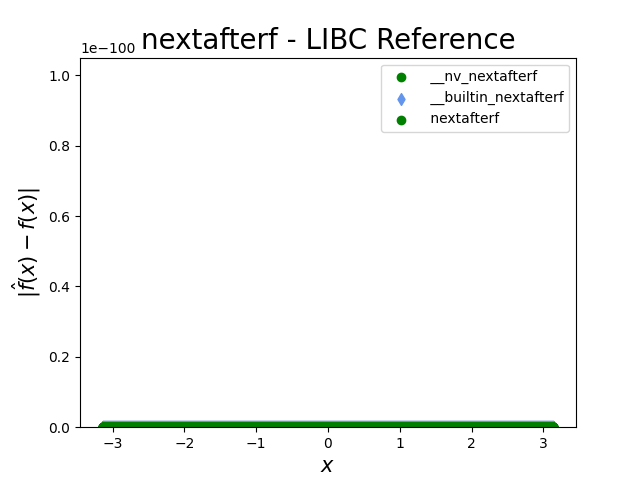 nextafterf - LIBC Reference
1e−100
1.0
0.8
0.6
0.4
0.2
0.0
|f̂(x) − f(x)|
__nv_nextafterf
__builtin_nextafterf
nextafterf
−3
−2
−1
0
1
2
3
x